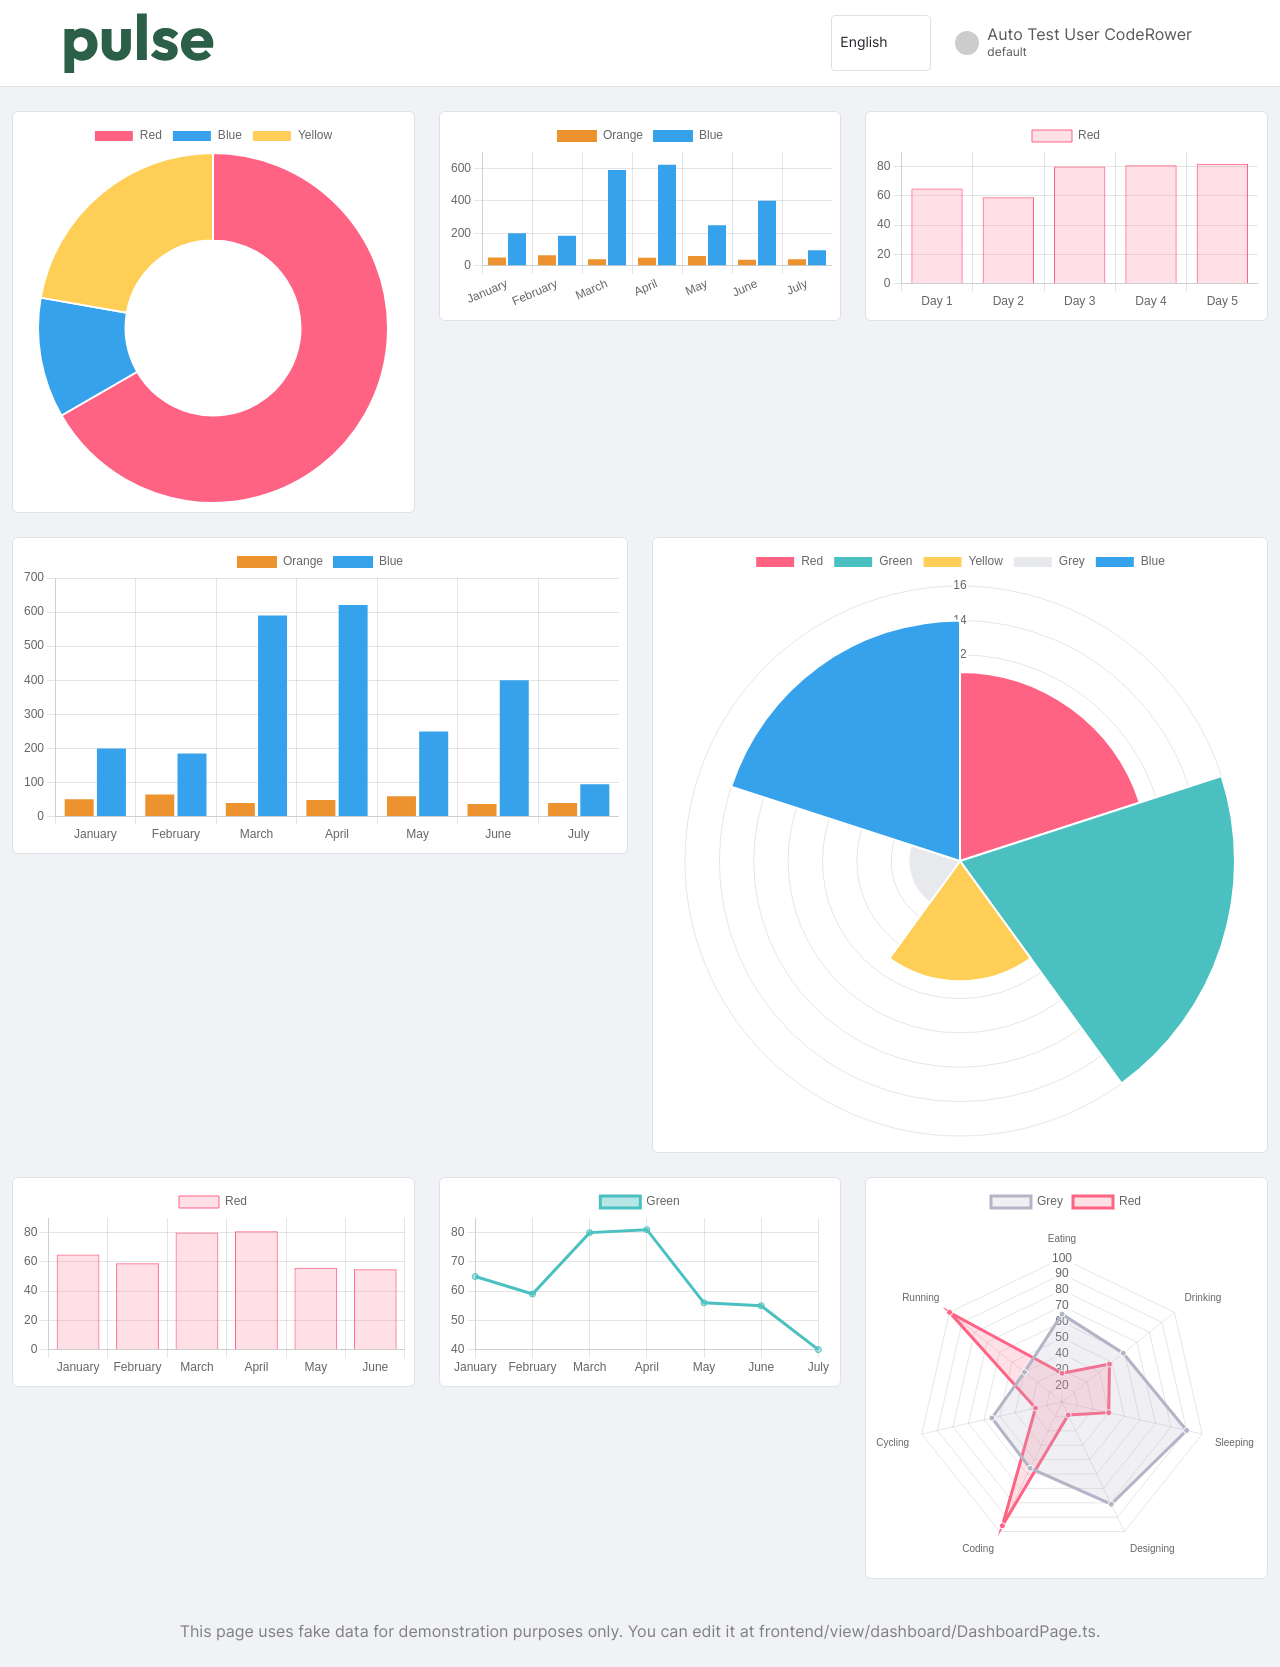 pulse
English
Auto Test User CodeRower
default
Red Blue Yellow
Orange Blue
600
400
200
0
January February March April May June July
Red
80
60
40
20
0
Day 1 Day 2 Day 3 Day 4 Day 5
Orange Blue
700
600
500
400
300
200
100
0
January February March April May June July
Red Green Yellow Grey Blue
16
14
2
Red
80
60
40
20
0
January February March April May June
Green
80
70
60
50
40
January February March April May June July
Grey Red
Eating
100
90
80
70
60
50
40
30
20
Running
Drinking
Cycling
Sleeping
Coding
Designing
This page uses fake data for demonstration purposes only. You can edit it at frontend/view/dashboard/DashboardPage.ts.